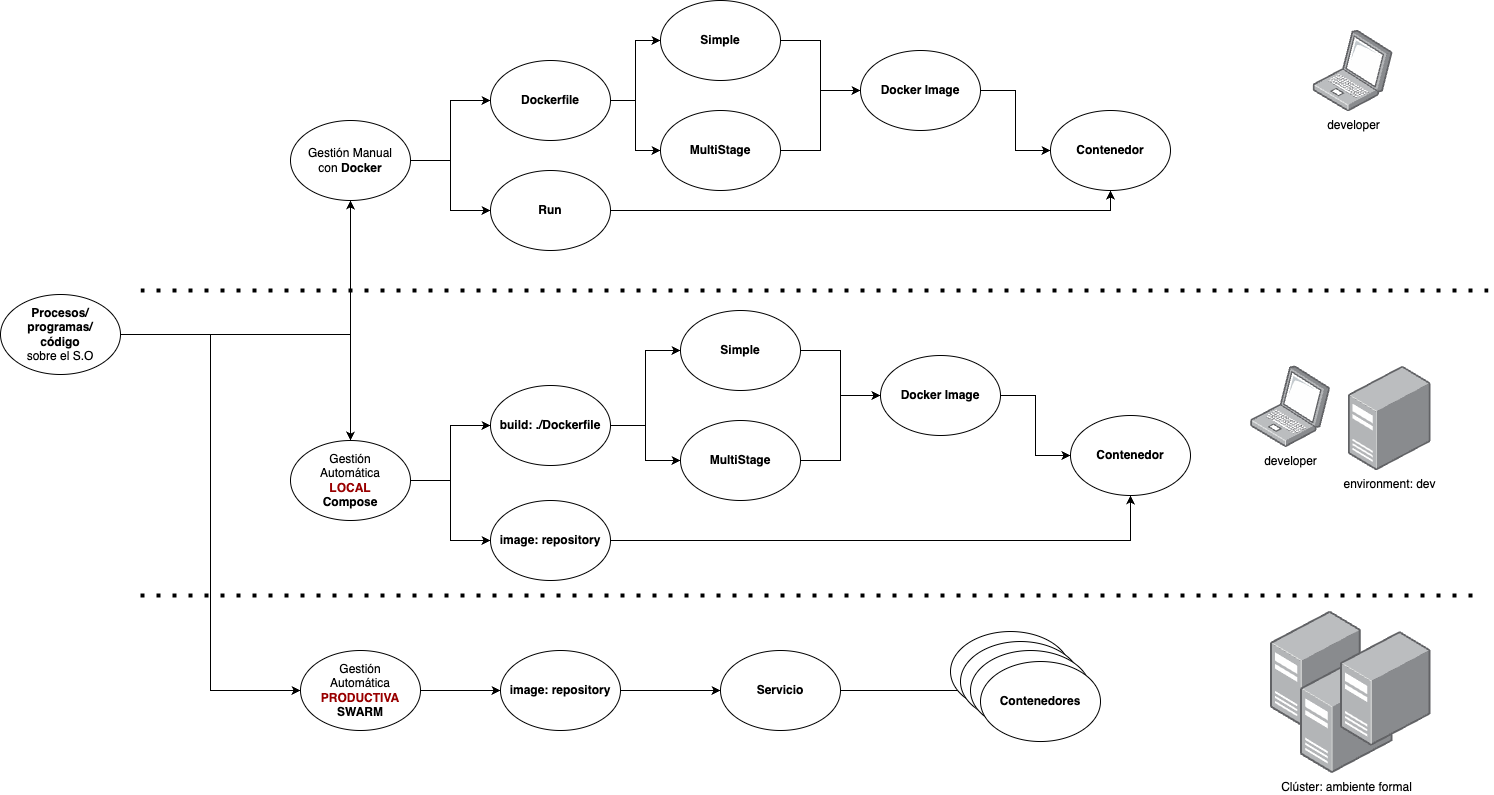 Simple
Dockerfile
Docker Image
MultiStage
Gestión Manual
con Docker
Run
Contenedor
developer
Procesos/
programas/
código
sobre el S.O
Simple
build: ./Dockerfile
Docker Image
MultiStage
Gestión
Automática
LOCAL
Compose
image: repository
Contenedor
developer
environment: dev
Gestión
Automática
PRODUCTIVA
SWARM
image: repository
Servicio
Contenedores
Clúster: ambiente formal